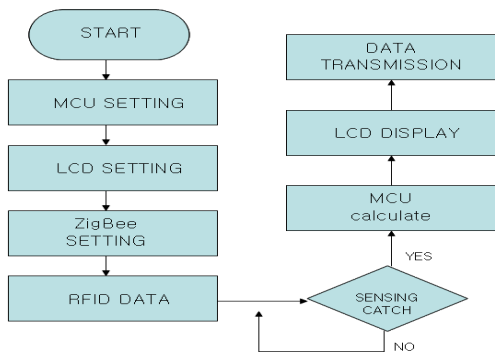 START
MCU SETTING
LCD SETTING
ZigBee
SETTING
RFID DATA
SENSING
CATCH
NO
YES
MCU
calculate
LCD DISPLAY
DATA
TRANSMISSION